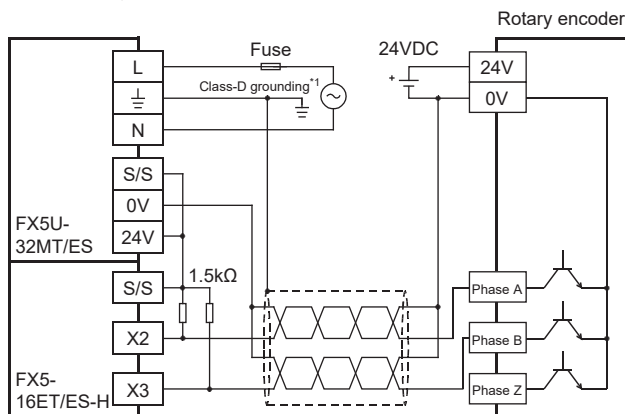 Rotary encoder
Fuse
24VDC
L
Class-D grounding*1
+
24V
0V
N
S/S
0V
24V
FX5U-
32MT/ES
S/S
1.5kΩ
X2
X3
FX5-
16ET/ES-H
Phase A
Phase B
Phase Z